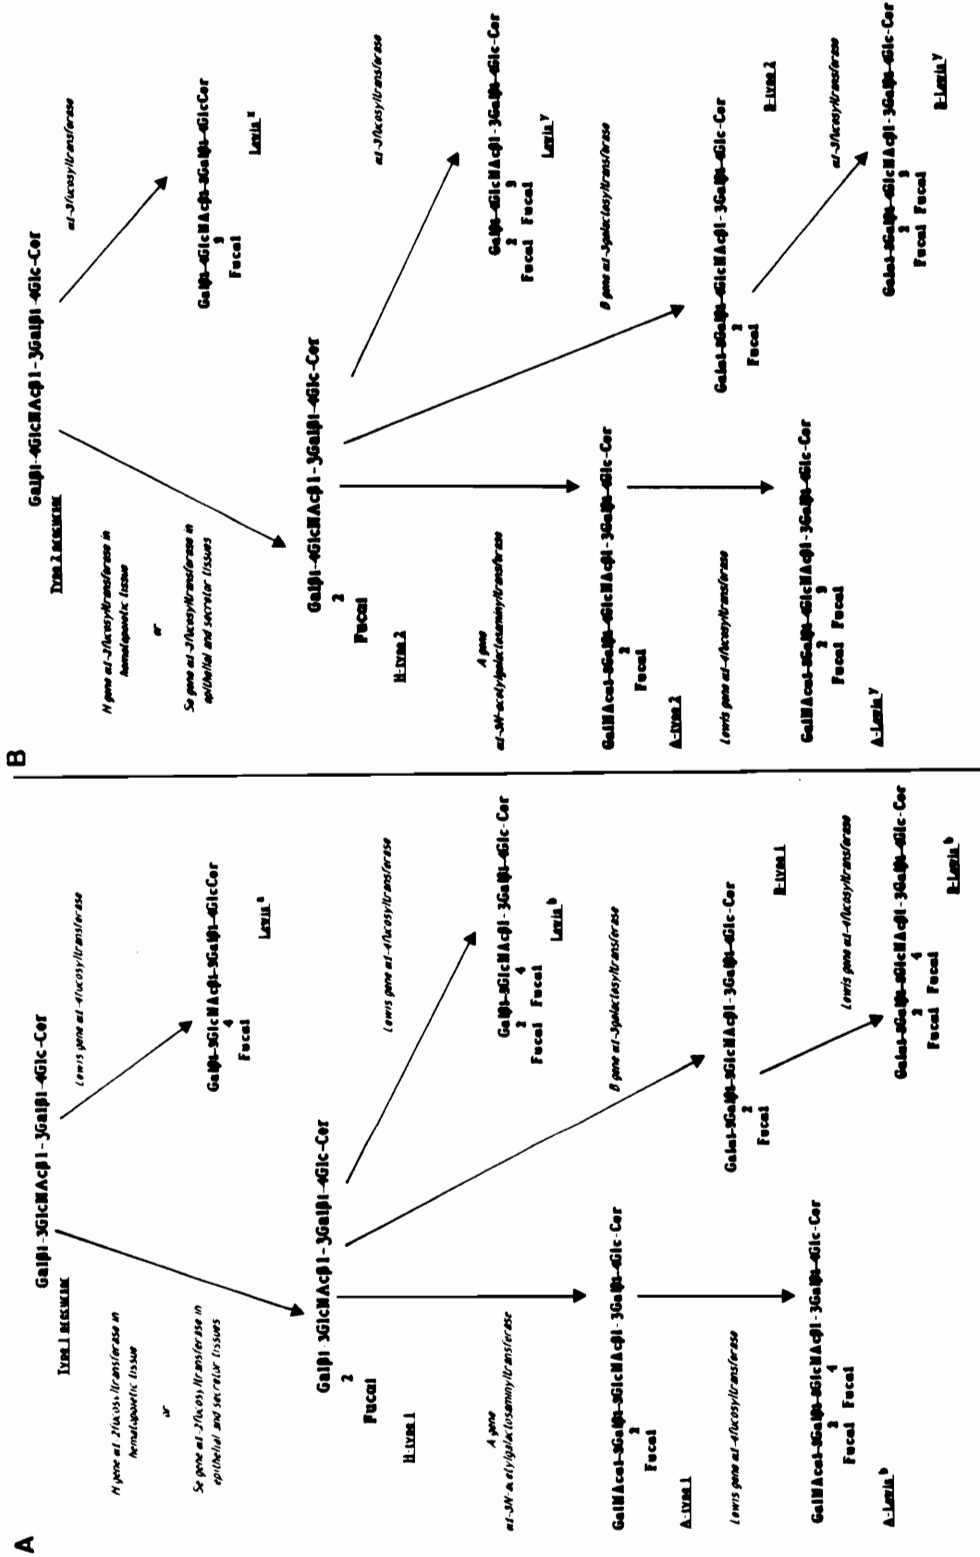 A
Galβ1-3GlcNAcβ1-3Galβ1-4Glc-Cer
Type 1 precursor
Lewis gene α1-4fucosyltransferase
H gene α1-2fucosyltransferase in
hematopoietic tissue
or
Se gene α1-2fucosyltransferase in
epithelial and secretor tissues
Galβ1-3GlcNAcβ1-3Galβ1-4GlcCer
4
Fucα1
Lewis a
Galβ1-3GlcNAcβ1-3Galβ1-4Glc-Cer
2
Fucα1
H-type 1
Lewis gene α1-4fucosyltransferase
Galβ1-3GlcNAcβ1-3Galβ1-4Glc-Cer
2 4
Fucα1 Fucα1
Lewis b
A gene
α1-3N-acetylgalactosaminyltransferase
B gene α1-3galactosyltransferase
GalNAcα1-3Galβ1-3GlcNAcβ1-3Galβ1-4Glc-Cer
2
Fucα1
A-type 1
Galα1-3Galβ1-3GlcNAcβ1-3Galβ1-4Glc-Cer
2
Fucα1
B-type 1
Lewis gene α1-4fucosyltransferase
Lewis gene α1-4fucosyltransferase
GalNAcα1-3Galβ1-3GlcNAcβ1-3Galβ1-4Glc-Cer
2 4
Fucα1 Fucα1
A-Lewis b
Galα1-3Galβ1-3GlcNAcβ1-3Galβ1-4Glc-Cer
2 4
Fucα1 Fucα1
B-Lewis b
B
Galβ1-4GlcNAcβ1-3Galβ1-4Glc-Cer
Type 2 precursor
α1-3fucosyltransferase
H gene α1-2fucosyltransferase in
hematopoietic tissue
or
Se gene α1-2fucosyltransferase in
epithelial and secretor tissues
Galβ1-4GlcNAcβ1-3Galβ1-4GlcCer
3
Fucα1
Lewis x
Galβ1-4GlcNAcβ1-3Galβ1-4Glc-Cer
2
Fucα1
H-type 2
α1-3fucosyltransferase
Galβ1-4GlcNAcβ1-3Galβ1-4Glc-Cer
2 3
Fucα1 Fucα1
Lewis y
A gene
α1-3N-acetylgalactosaminyltransferase
B gene α1-3galactosyltransferase
GalNAcα1-3Galβ1-4GlcNAcβ1-3Galβ1-4Glc-Cer
2
Fucα1
A-type 2
Galα1-3Galβ1-4GlcNAcβ1-3Galβ1-4Glc-Cer
2
Fucα1
B-type 2
Lewis gene α1-4fucosyltransferase
α1-3fucosyltransferase
GalNAcα1-3Galβ1-4GlcNAcβ1-3Galβ1-4Glc-Cer
2 3
Fucα1 Fucα1
A-Lewis y
Galα1-3Galβ1-4GlcNAcβ1-3Galβ1-4Glc-Cer
2 3
Fucα1 Fucα1
B-Lewis y